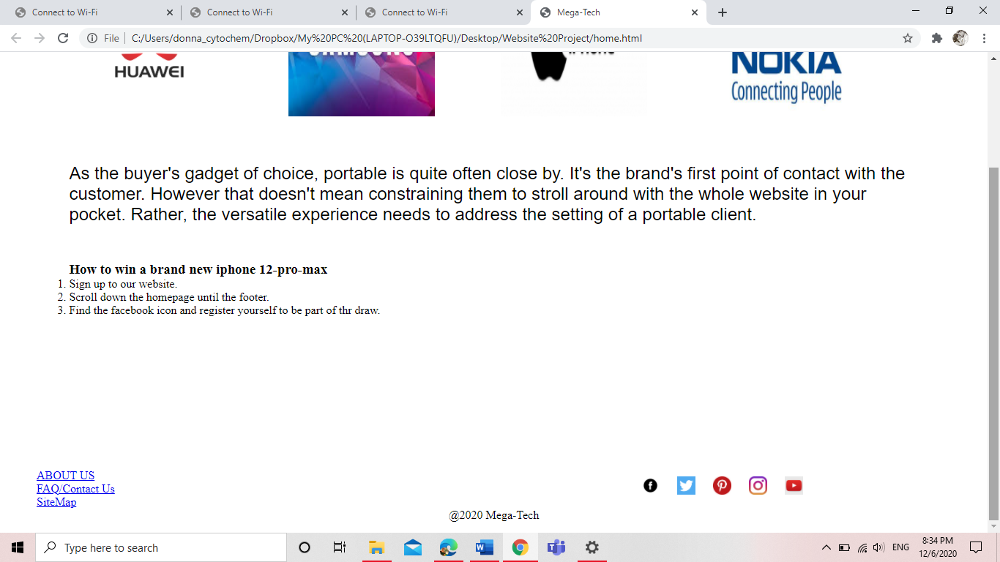 Connect to Wi-Fi
Connect to Wi-Fi
Connect to Wi-Fi
Mega-Tech
File
C:/Users/donna_cytochem/Dropbox/My%20PC%20(LAPTOP-O39LTQFU)/Desktop/Website%20Project/home.html
HUAWEI
SAMSUNG
iPHONE
NOKIA
Connecting People
As the buyer's gadget of choice, portable is quite often close by. It's the brand's first point of contact with the
customer. However that doesn't mean constraining them to stroll around with the whole website in your
pocket. Rather, the versatile experience needs to address the setting of a portable client.
How to win a brand new iphone 12-pro-max
1. Sign up to our website.
2. Scroll down the homepage until the footer.
3. Find the facebook icon and register yourself to be part of thr draw.
ABOUT US
FAQ/Contact Us
SiteMap
@2020 Mega-Tech
Type here to search
ENG
8:34 PM
12/6/2020